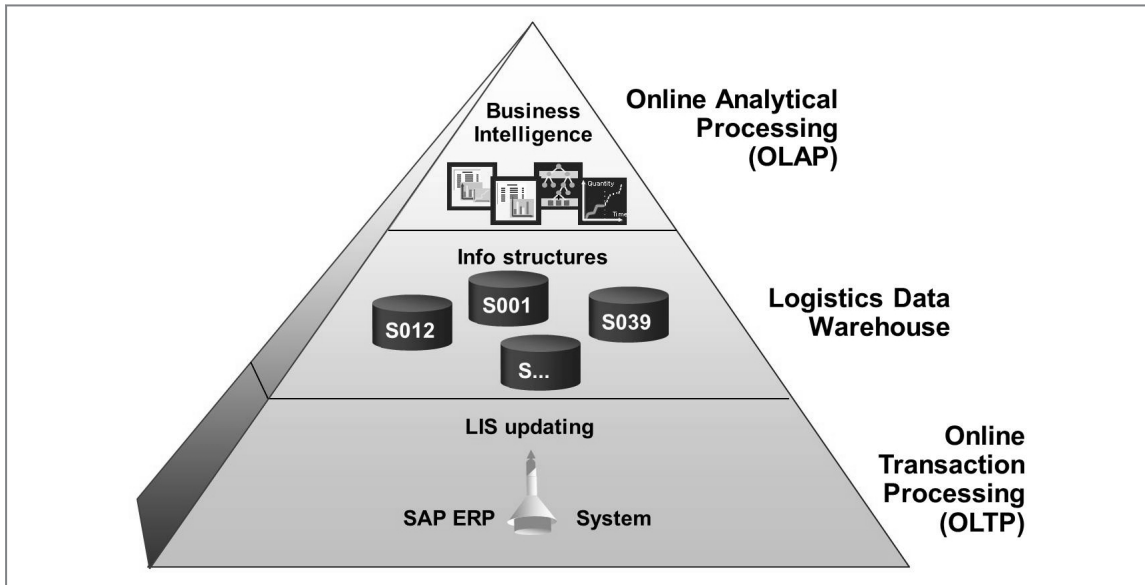 Business
Intelligence
Online Analytical
Processing
(OLAP)
Quantity
Time
Info structures
S001
S012
S039
S...
Logistics Data
Warehouse
LIS updating
SAP ERP
System
Online
Transaction
Processing
(OLTP)